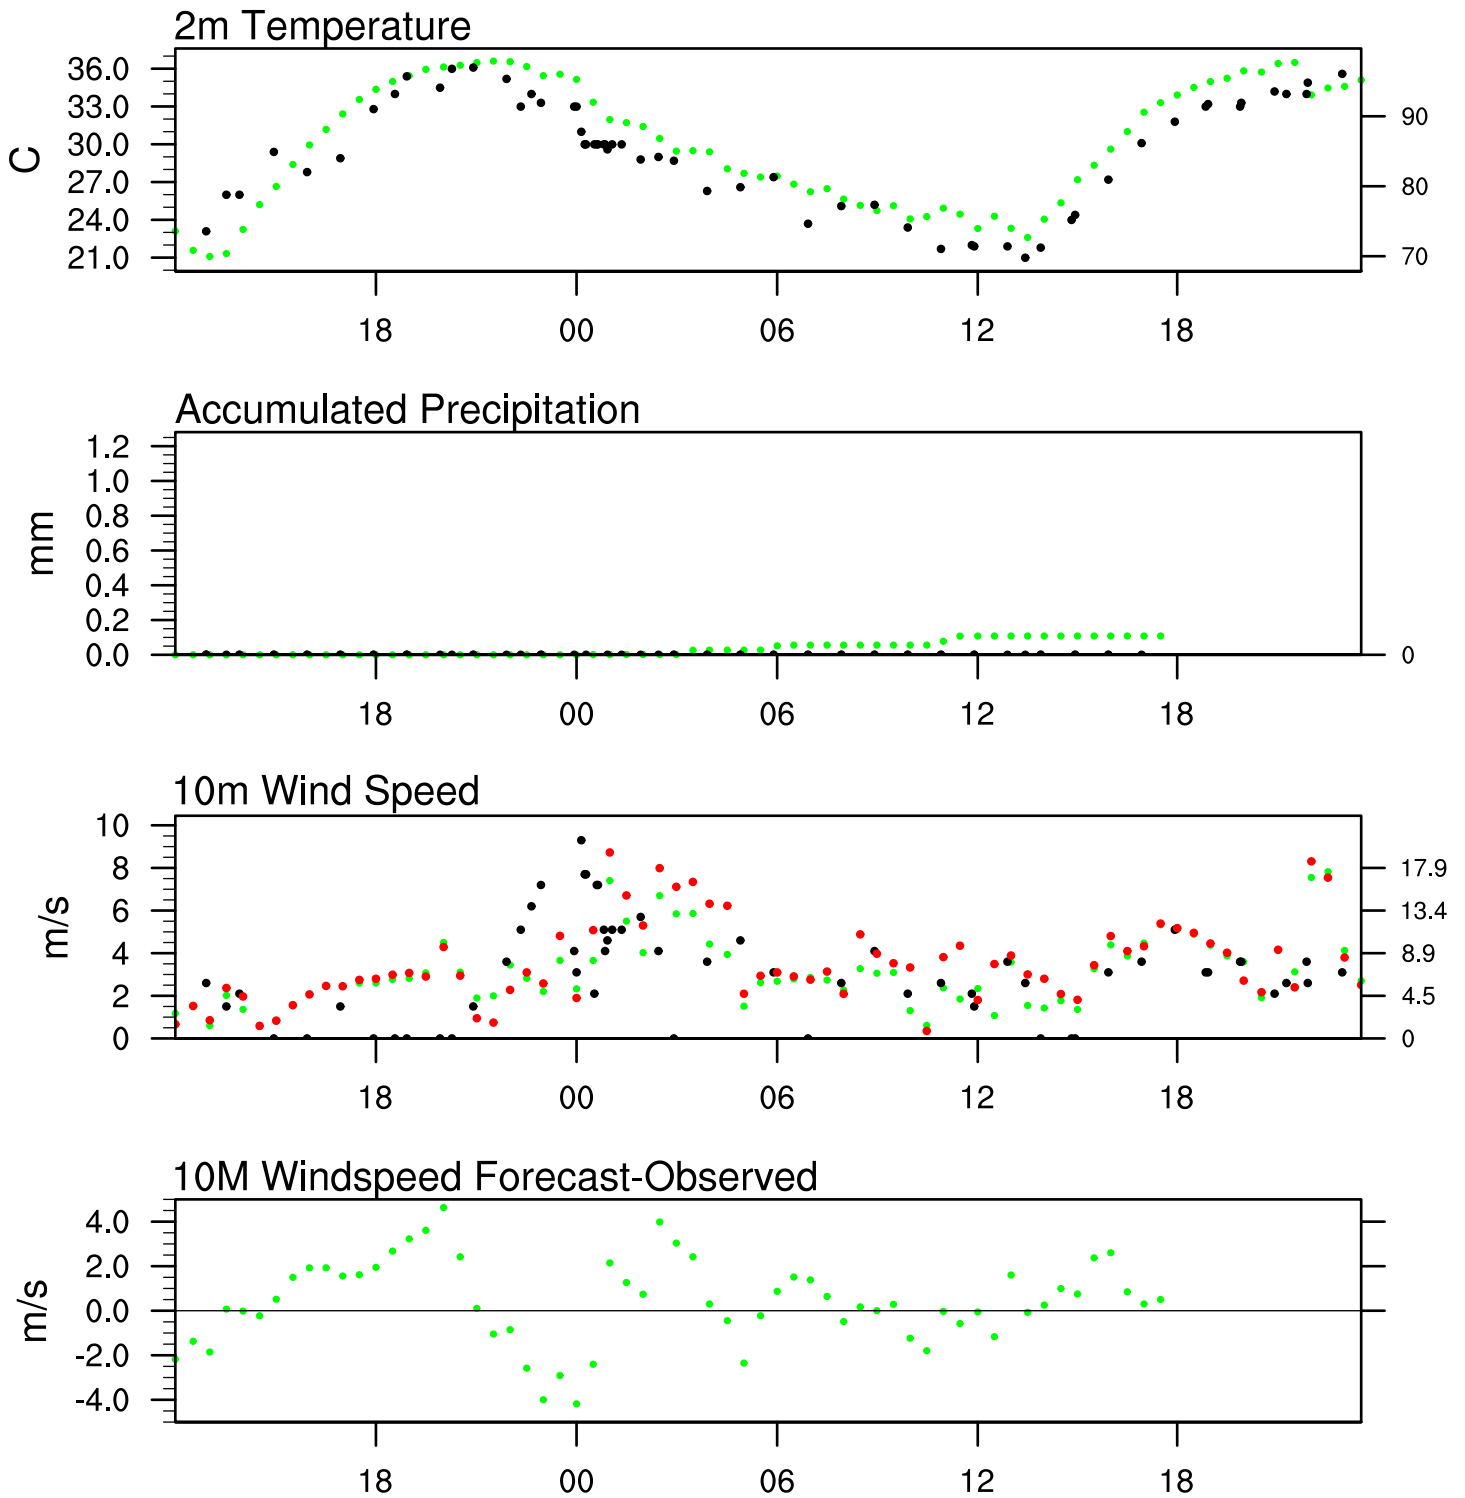 2m Temperature
36.0
33.0
30.0
27.0
24.0
21.0
C
90
80
70
18 00 06 12 18
Accumulated Precipitation
1.2
1.0
0.8
0.6
0.4
0.2
0.0
mm
0
18 00 06 12 18
10m Wind Speed
10
8
6
4
2
0
m/s
17.9
13.4
8.9
4.5
0
18 00 06 12 18
10M Windspeed Forecast-Observed
4.0
2.0
0.0
-2.0
-4.0
m/s
18 00 06 12 18